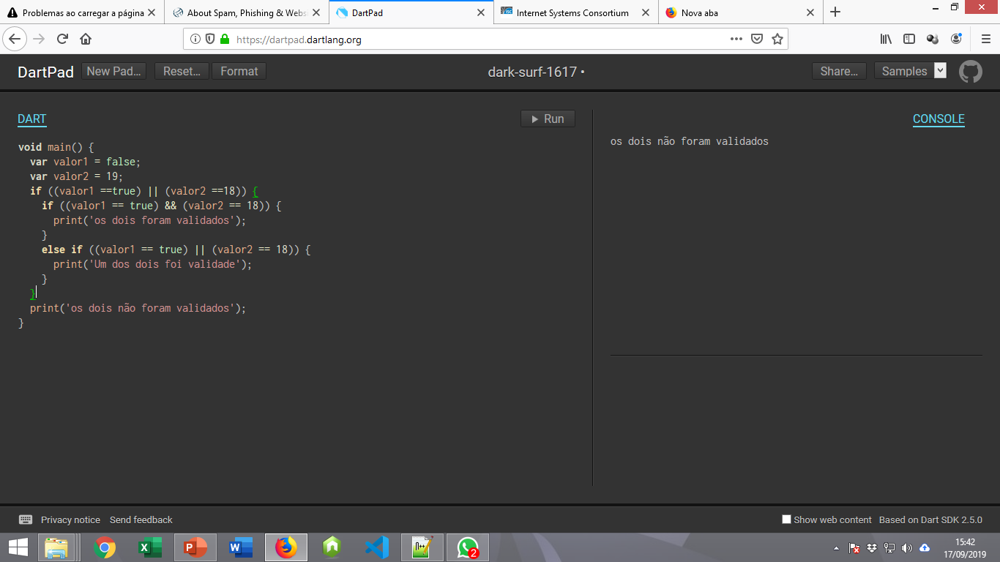 Problemas ao carregar a página
About Spam, Phishing & Webs
DartPad
Internet Systems Consortium
Nova aba
https://dartpad.dartlang.org
DartPad New Pad... Reset... Format dark-surf-1617 • Share... Samples
DART Run CONSOLE
void main() {
  var valor1 = false;
  var valor2 = 19;
  if ((valor1 ==true) || (valor2 ==18)) {
    if ((valor1 == true) && (valor2 == 18)) {
      print('os dois foram validados');
    }
    else if ((valor1 == true) || (valor2 == 18)) {
      print('Um dos dois foi validade');
    }
  }
  print('os dois não foram validados');
}
os dois não foram validados
Privacy notice Send feedback Show web content Based on Dart SDK 2.5.0
2
15:42
17/09/2019